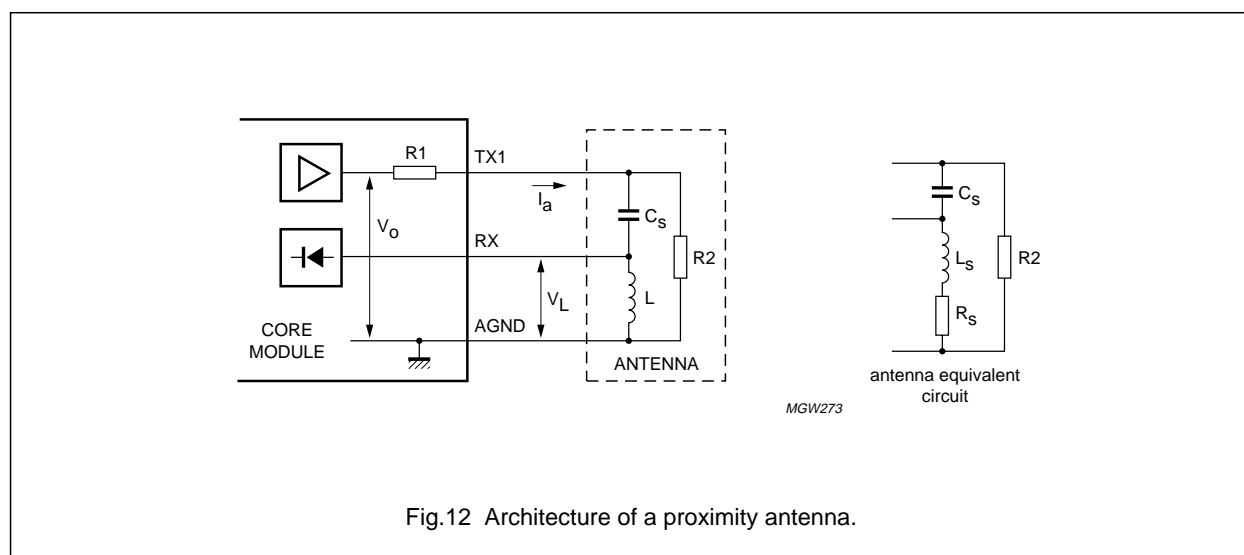 R1
TX1
I_a
C_s
V_o
RX
R2
V_L
L
AGND
CORE
MODULE
ANTENNA
C_s
L_s
R2
R_s
antenna equivalent
circuit
MGW273
Fig.12 Architecture of a proximity antenna.